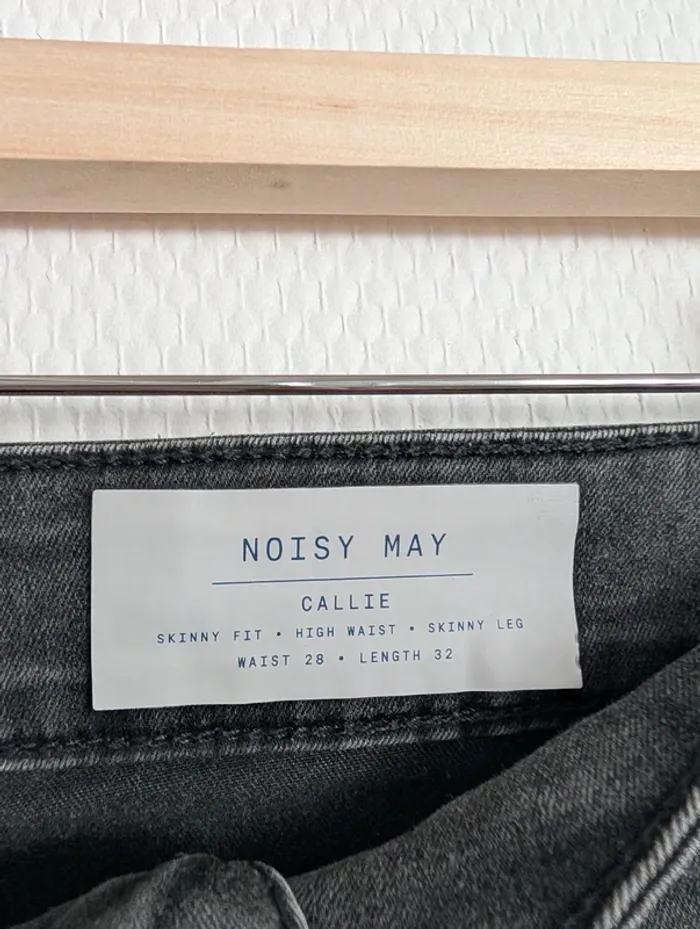 NOISY MAY
CALLIE
SKINNY FIT • HIGH WAIST • SKINNY LEG
WAIST 28 • LENGTH 32